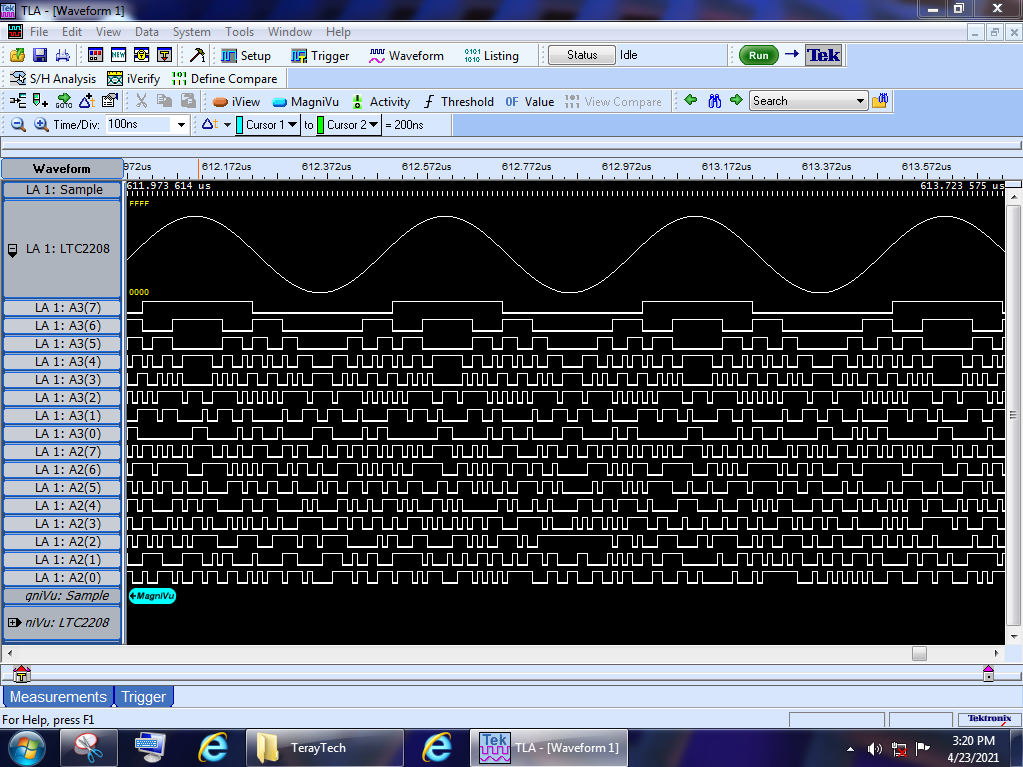 Tek TLA - [Waveform 1]
File Edit View Data System Tools Window Help
Setup Trigger Waveform 0101 1010 Listing Status Idle Run Tek
S/H Analysis iVerify Define Compare
iView MagniVu Activity Threshold 0F Value View Compare Search
Time/Div: 100ns Cursor 1 to Cursor 2 = 200ns
Waveform 972us 612.172us 612.372us 612.572us 612.772us 612.972us 613.172us 613.372us 613.572us
LA 1: Sample 611.973 614 us 613.723 575 us
FFFF
LA 1: LTC2208
0000
LA 1: A3(7)
LA 1: A3(6)
LA 1: A3(5)
LA 1: A3(4)
LA 1: A3(3)
LA 1: A3(2)
LA 1: A3(1)
LA 1: A3(0)
LA 1: A2(7)
LA 1: A2(6)
LA 1: A2(5)
LA 1: A2(4)
LA 1: A2(3)
LA 1: A2(2)
LA 1: A2(1)
LA 1: A2(0)
gniVu: Sample MagniVu
niVu: LTC2208
Measurements Trigger
For Help, press F1 Tektronix
TerayTech Tek TLA - [Waveform 1] 3:20 PM
4/23/2021